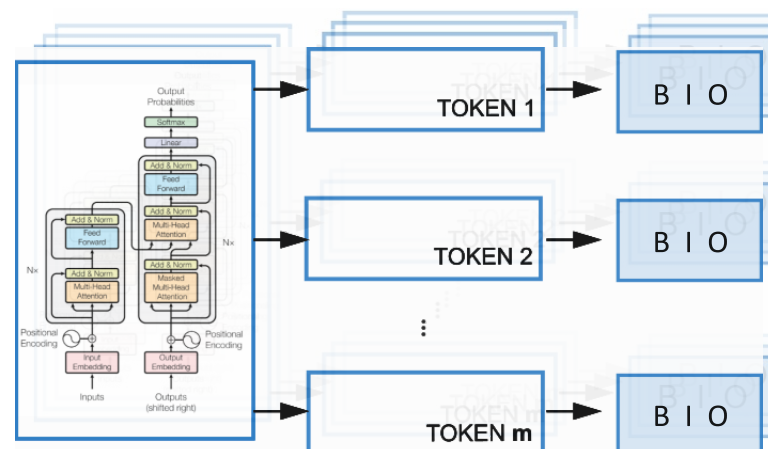 Output
Probabilities
Softmax
Linear
Add & Norm
Feed
Forward
Add & Norm
Multi-Head
Attention
Add & Norm
Masked
Multi-Head
Attention
Nx
Add & Norm
Feed
Forward
Add & Norm
Multi-Head
Attention
Nx
Positional
Encoding
Input
Embedding
Inputs
Output
Embedding
Outputs
(shifted right)
Positional
Encoding
TOKEN 1
B I O
TOKEN 2
B I O
TOKEN m
B I O